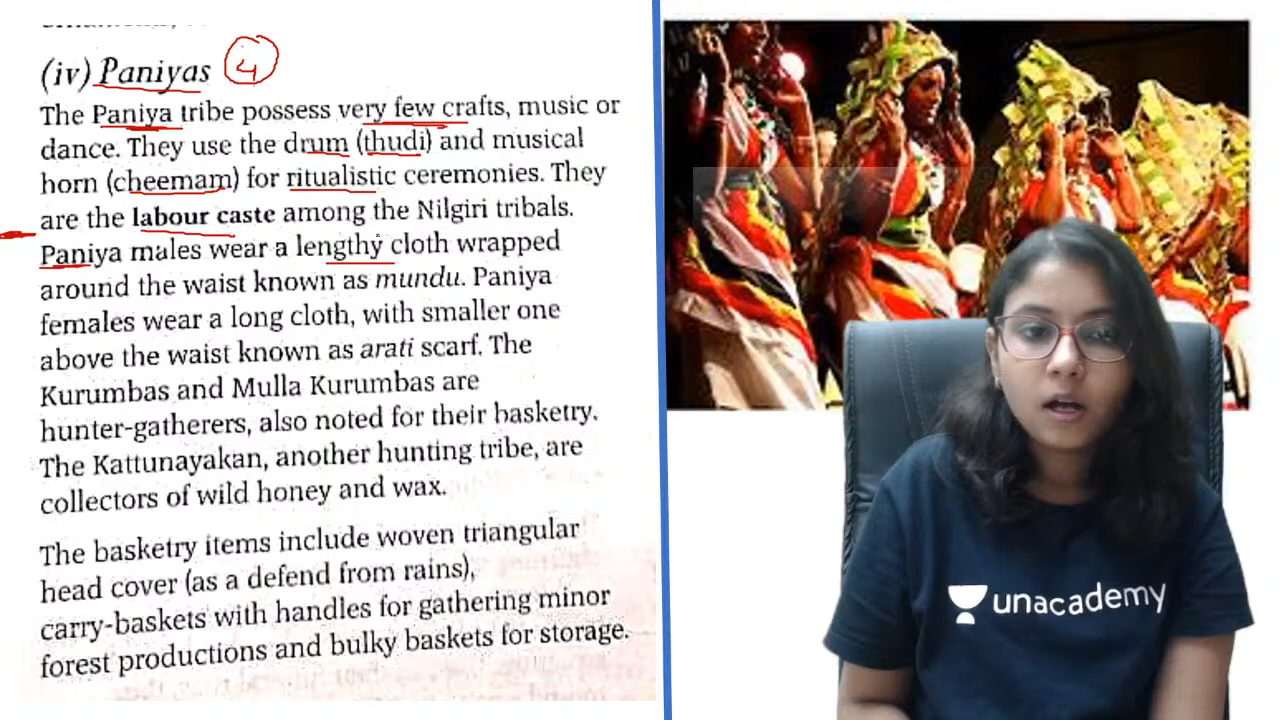 (iv) Paniyas
4
The Paniya tribe possess very few crafts, music or
dance. They use the drum (thudi) and musical
horn (cheemam) for ritualistic ceremonies. They
are the labour caste among the Nilgiri tribals.
Paniya males wear a lengthy cloth wrapped
around the waist known as mundu. Paniya
females wear a long cloth, with smaller one
above the waist known as arati scarf. The
Kurumbas and Mulla Kurumbas are
hunter-gatherers, also noted for their basketry.
The Kattunayakan, another hunting tribe, are
collectors of wild honey and wax.
The basketry items include woven triangular
head cover (as a defend from rains),
carry-baskets with handles for gathering minor
forest productions and bulky baskets for storage.
unacademy